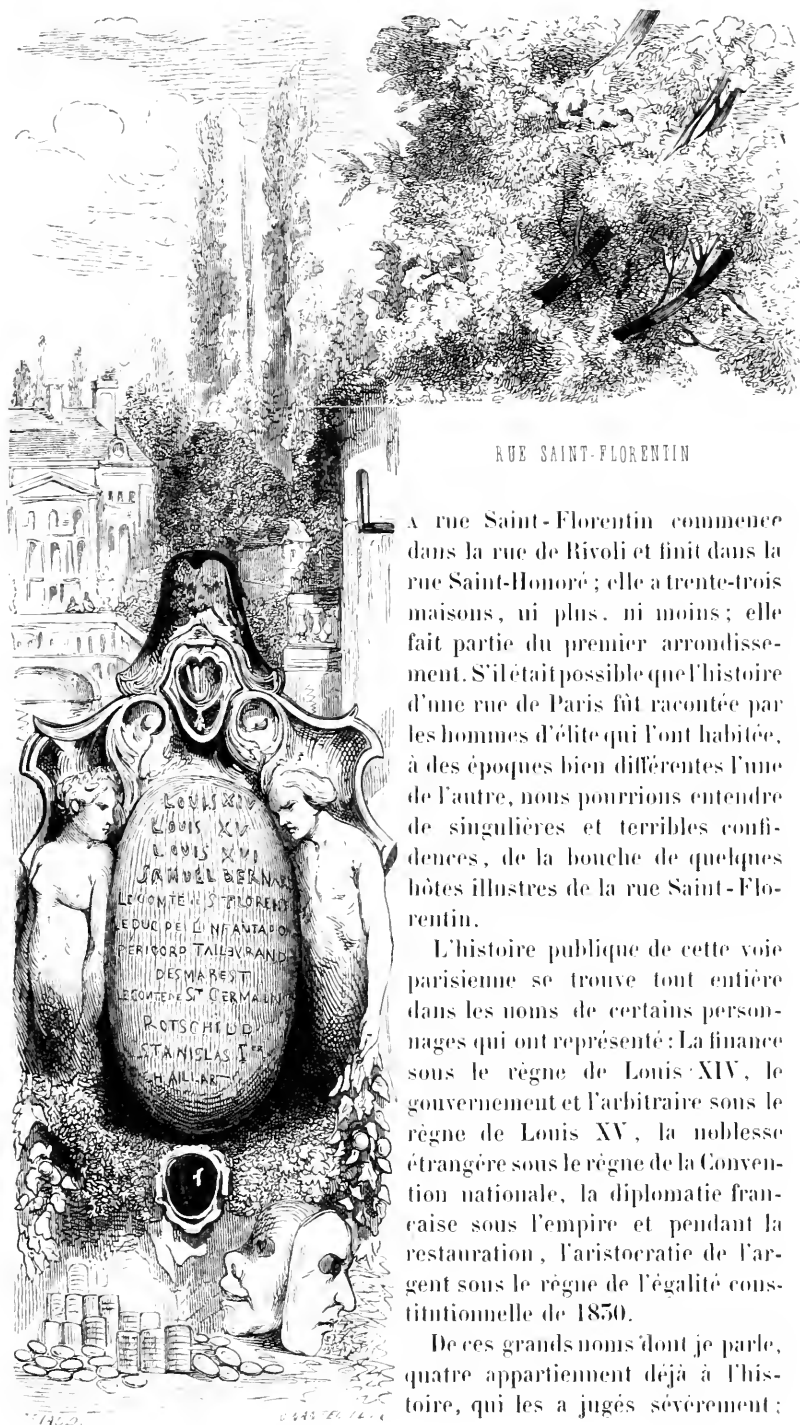 RUE SAINT-FLORENTIN
A rue Saint-Florentin commence
dans la rue de Rivoli et finit dans la
rue Saint-Honoré ; elle a trente-trois
maisons, ni plus, ni moins ; elle
fait partie du premier arrondisse-
ment. S'il était possible que l'histoire
d'une rue de Paris fût racontée par
les hommes d'élite qui l'ont habitée,
à des époques bien différentes l'une
de l'autre, nous pourrions entendre
de singulières et terribles confi-
dences, de la bouche de quelques
hôtes illustres de la rue Saint-Flo-
rentin.
L'histoire publique de cette voie
parisienne se trouve tout entière
dans les noms de certains person-
nages qui ont représenté : La finance
sous le règne de Louis XIV, le
gouvernement et l'arbitraire sous le
règne de Louis XV, la noblesse
étrangère sous le règne de la Conven-
tion nationale, la diplomatie fran-
caise sous l'empire et pendant la
restauration, l'aristocratie de l'ar-
gent sous le règne de l'égalité cons-
titutionnelle de 1830.
De ces grands noms dont je parle,
quatre appartiennent déjà à l'his-
toire, qui les a jugés sévèrement ;
LOUIS XIV
LOUIS XV
LOUIS XVI
SAMUEL BERNARD
LE COMTE DE ST FLORENT
LE DUC DE L'INFANTADO
PERIGORD TALLEYRAND
DESMAREST
LE COMTE DE ST GERMAIN
ROTSCHILD
STANISLAS Ier
HAILLARD